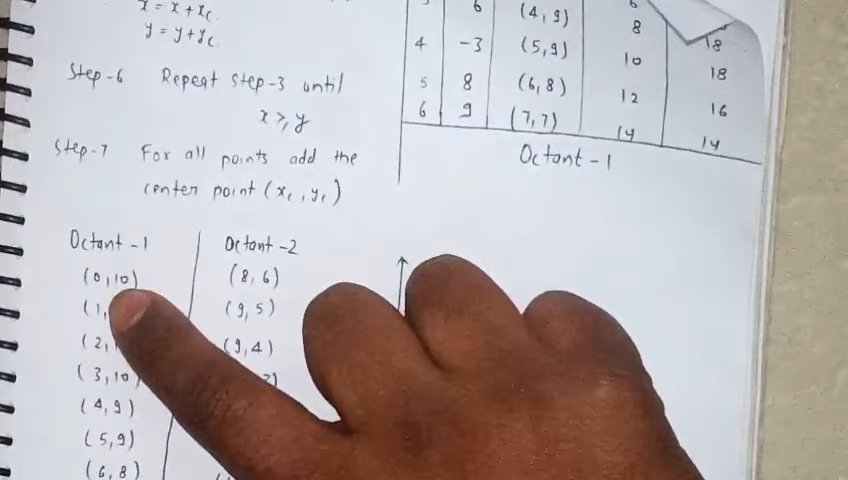 x = x + xc
y = y + yc
Step-6 Repeat step-3 until
x ≥ y
Step-7 For all points add the
center point (xc, yc)
6 (4,9) 8 18
4 -3 (5,9) 10 18
5 8 (6,8) 12 16
6 9 (7,7) 14 14
Octant-1
Octant-1 Octant-2
(0,10) (8,6)
(1, (9,5)
(2, (9,4)
(3,10)
(4,9)
(5,9)
(6,8)